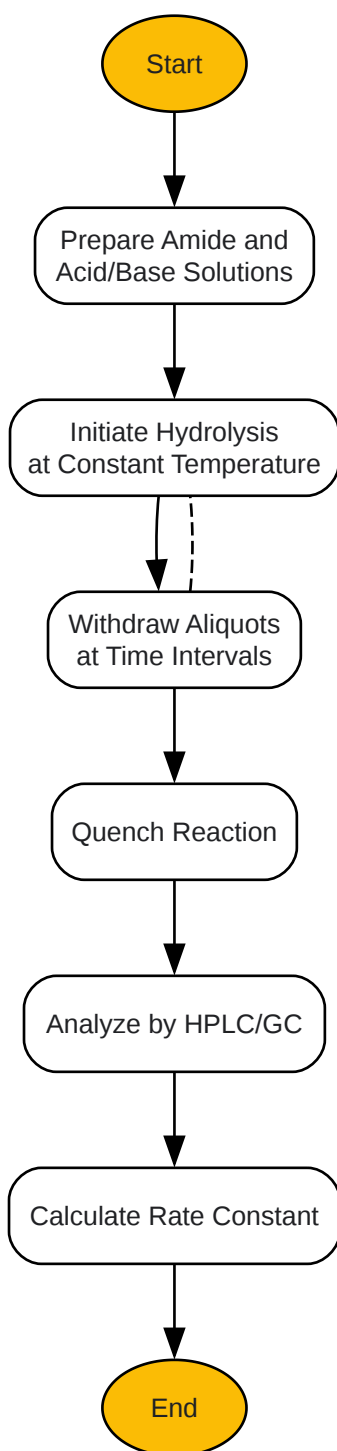 Start
Prepare Amide and
Acid/Base Solutions
Initiate Hydrolysis
at Constant Temperature
Withdraw Aliquots
at Time Intervals
Quench Reaction
Analyze by HPLC/GC
Calculate Rate Constant
End